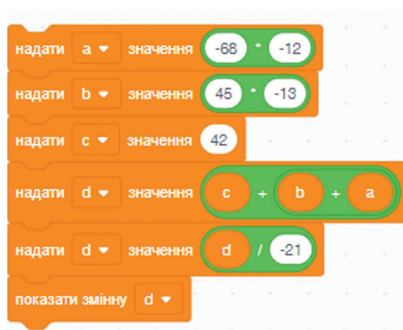 надати a значення -68 * -12
надати b значення 45 * -13
надати c значення 42
надати d значення c + b + a
надати d значення d / -21
показати змінну d